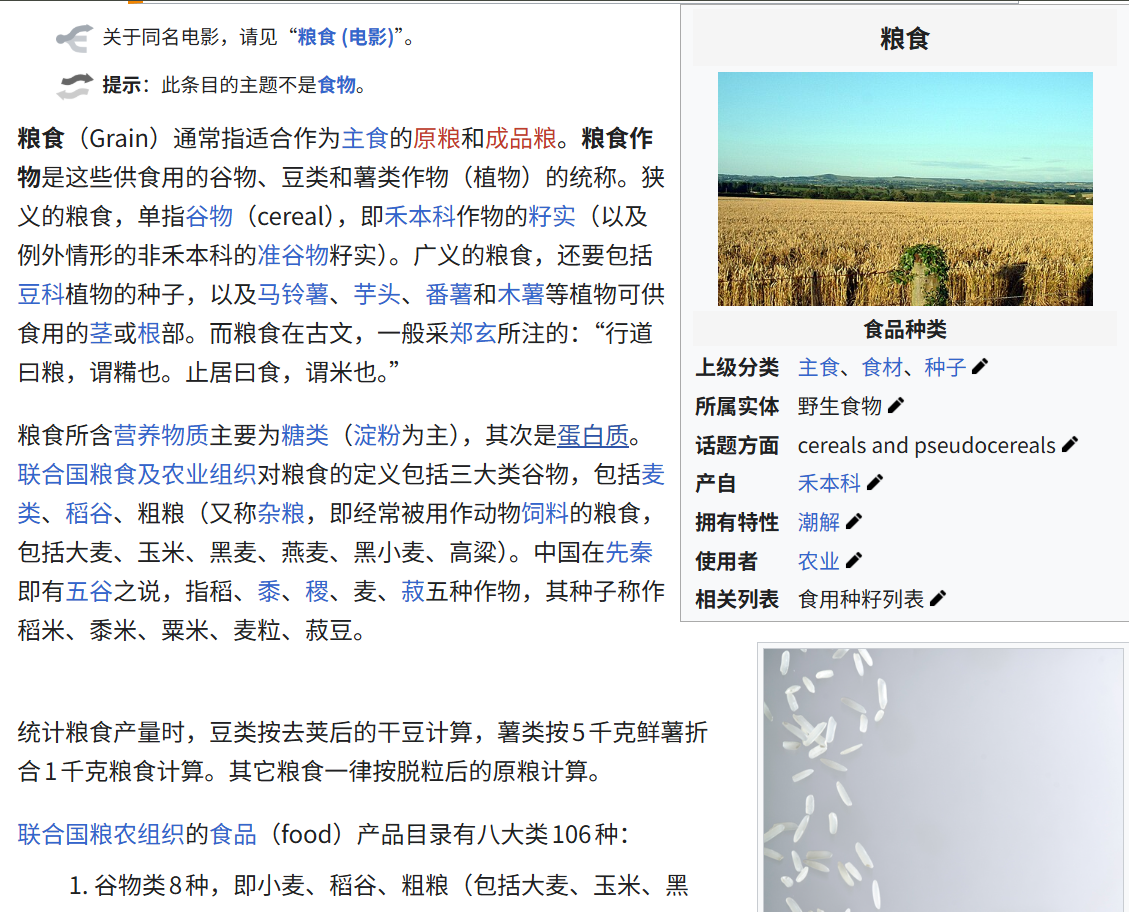 关于同名电影，请见“粮食 (电影)”。
提示：此条目的主题不是食物。
粮食（Grain）通常指适合作为主食的原粮和成品粮。粮食作
物是这些供食用的谷物、豆类和薯类作物（植物）的统称。狭
义的粮食，单指谷物（cereal），即禾本科作物的籽实（以及
例外情形的非禾本科的准谷物籽实）。广义的粮食，还要包括
豆科植物的种子，以及马铃薯、芋头、番薯和木薯等植物可供
食用的茎或根部。而粮食在古文，一般采郑玄所注的：“行道
曰粮，谓糒也。止居曰食，谓米也。”
粮食所含营养物质主要为糖类（淀粉为主），其次是蛋白质。
联合国粮食及农业组织对粮食的定义包括三大类谷物，包括麦
类、稻谷、粗粮（又称杂粮，即经常被用作动物饲料的粮食，
包括大麦、玉米、黑麦、燕麦、黑小麦、高粱）。中国在先秦
即有五谷之说，指稻、黍、稷、麦、菽五种作物，其种子称作
稻米、黍米、粟米、麦粒、菽豆。
统计粮食产量时，豆类按去荚后的干豆计算，薯类按5千克鲜薯折
合1千克粮食计算。其它粮食一律按脱粒后的原粮计算。
联合国粮农组织的食品（food）产品目录有八大类106种：
1. 谷物类8种，即小麦、稻谷、粗粮（包括大麦、玉米、黑
粮食
食品种类
上级分类 主食、食材、种子
所属实体 野生食物
话题方面 cereals and pseudocereals
产自 禾本科
拥有特性 潮解
使用者 农业
相关列表 食用种籽列表